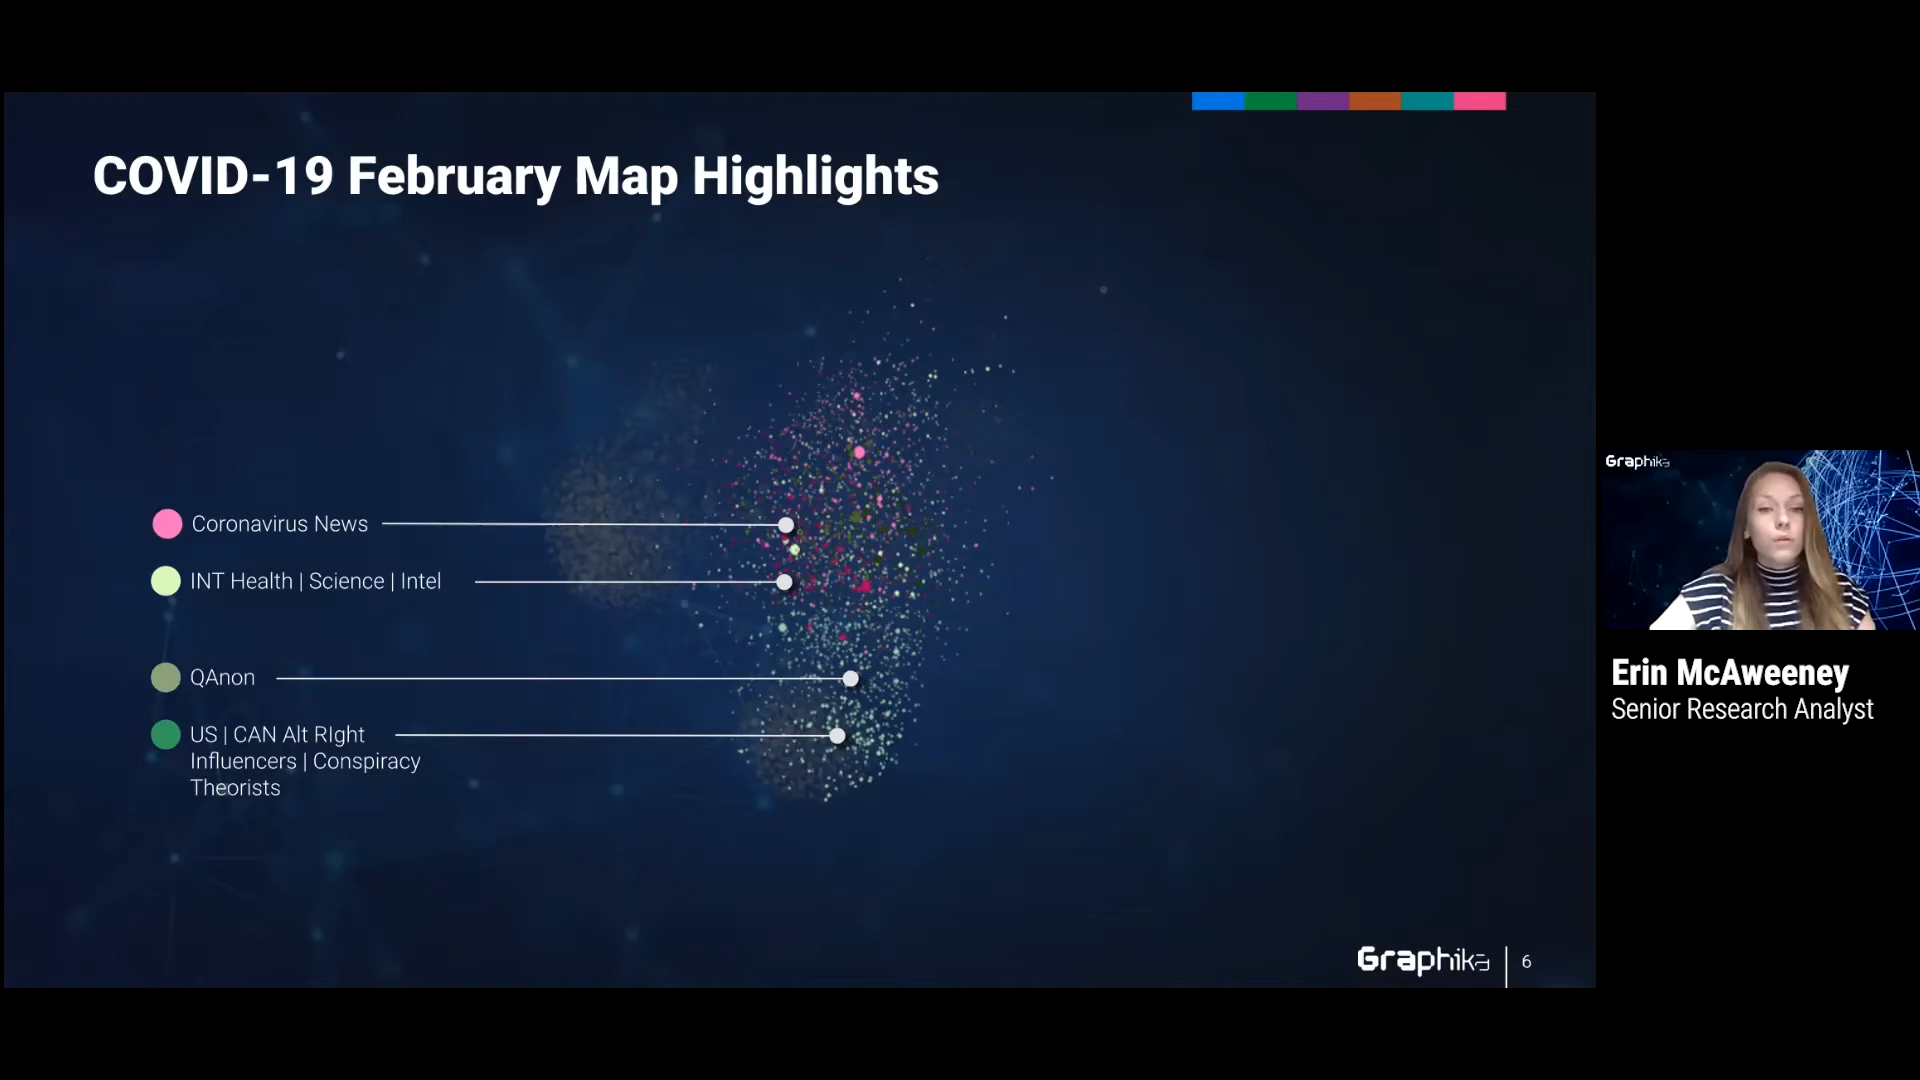 COVID-19 February Map Highlights
Coronavirus News
INT Health | Science | Intel
QAnon
US | CAN Alt RIght
Influencers | Conspiracy
Theorists
Graphika
6
Graphika
Erin McAweeney
Senior Research Analyst